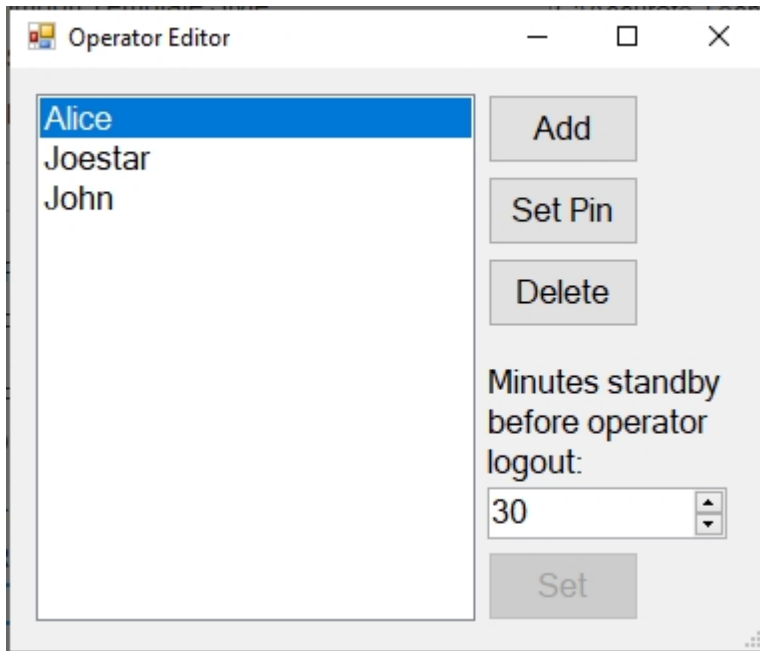 Operator Editor
Alice
Joestar
John
Add
Set Pin
Delete
Minutes standby
before operator
logout:
30
Set